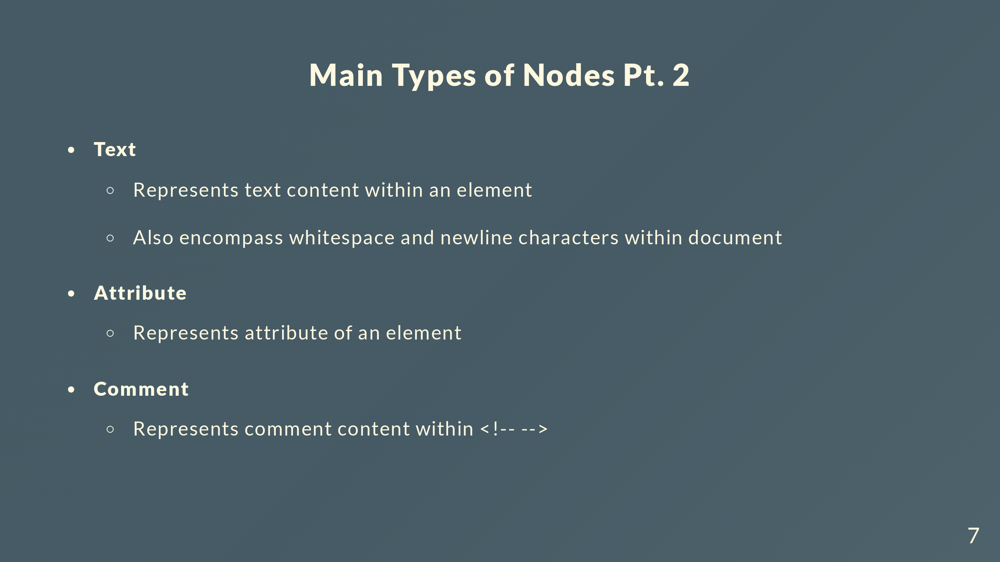 Main Types of Nodes Pt. 2
• Text
○ Represents text content within an element
○ Also encompass whitespace and newline characters within document
• Attribute
○ Represents attribute of an element
• Comment
○ Represents comment content within <!-- -->
7